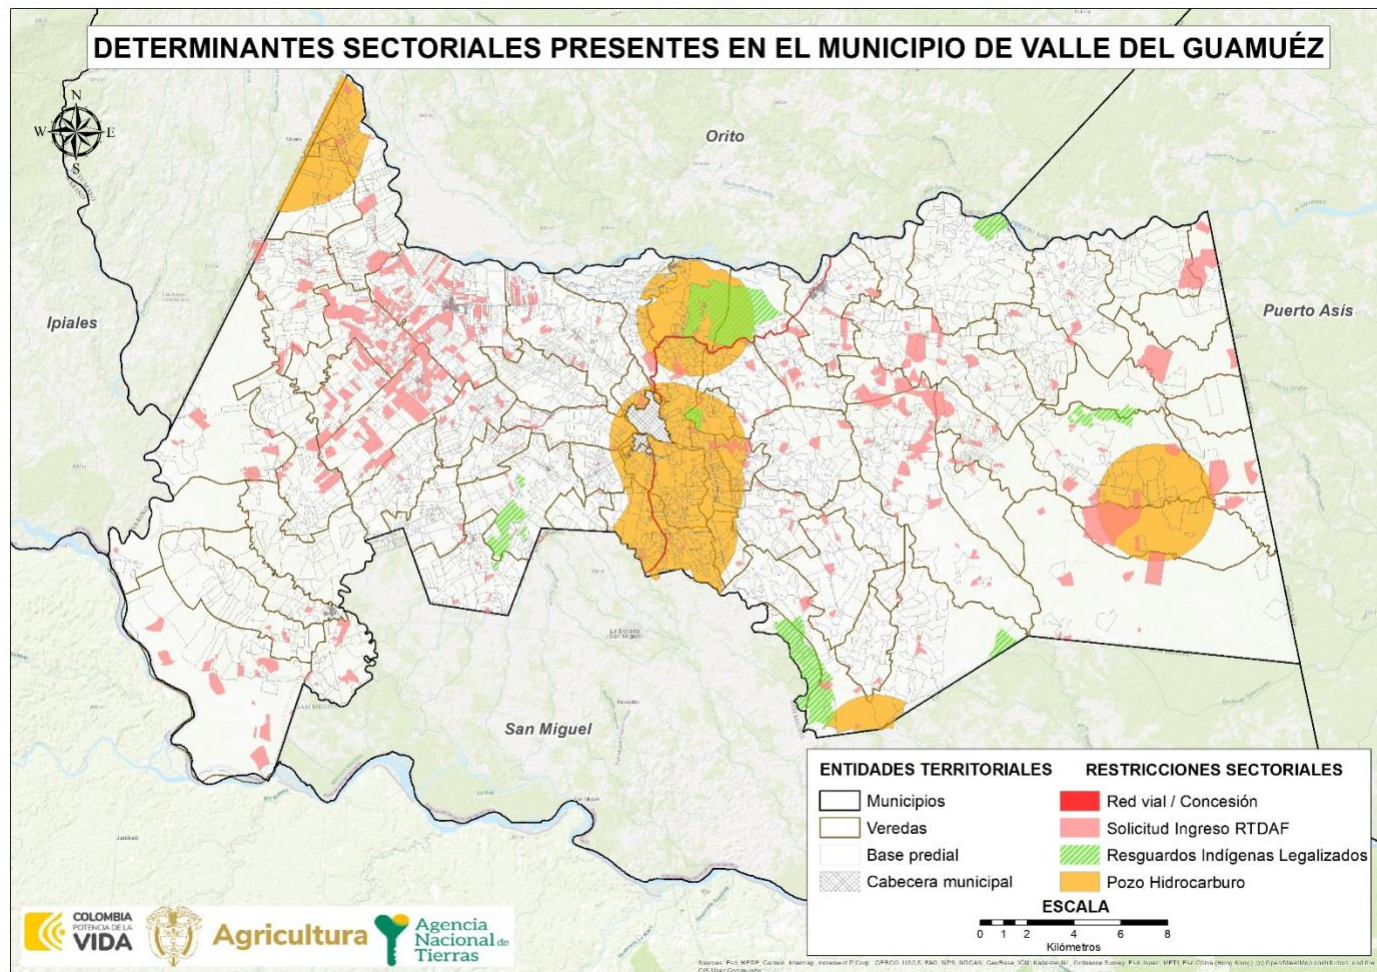 DETERMINANTES SECTORIALES PRESENTES EN EL MUNICIPIO DE VALLE DEL GUAMUÉZ
N
W E
S
Orito
Ipiales
Puerto Asís
San Miguel
ENTIDADES TERRITORIALES
Municipios
Veredas
Base predial
Cabecera municipal
RESTRICCIONES SECTORIALES
Red vial / Concesión
Solicitud Ingreso RTDAF
Resguardos Indígenas Legalizados
Pozo Hidrocarburo
ESCALA
0 1 2 4 6 8
Kilómetros
COLOMBIA
POTENCIA DE LA
VIDA
Agricultura
Agencia
Nacional de
Tierras